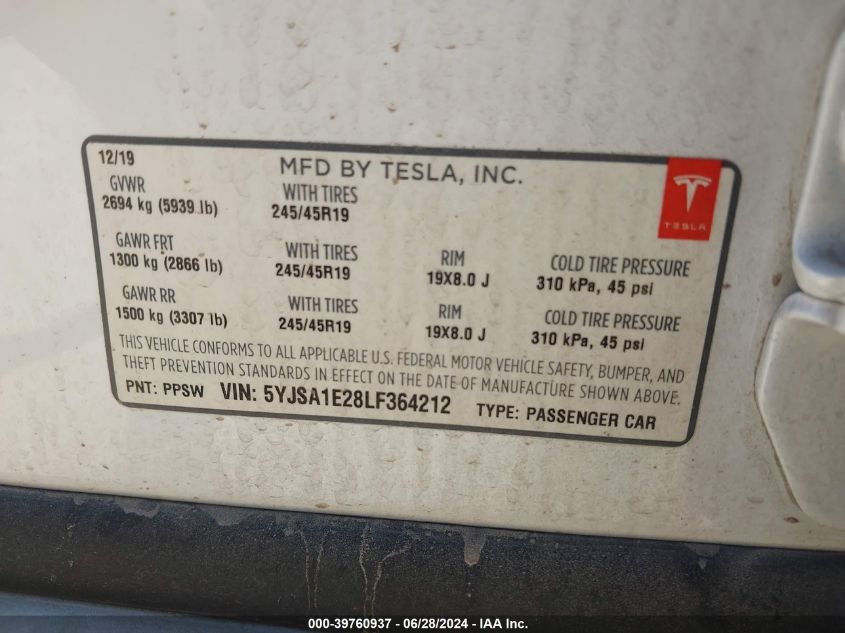 12/19
MFD BY TESLA, INC.
GVWR WITH TIRES
2694 kg (5939 lb) 245/45R19
TESLA
GAWR FRT WITH TIRES RIM COLD TIRE PRESSURE
1300 kg (2866 lb) 245/45R19 19X8.0 J 310 kPa, 45 psi
GAWR RR WITH TIRES RIM COLD TIRE PRESSURE
1500 kg (3307 lb) 245/45R19 19X8.0 J 310 kPa, 45 psi
THIS VEHICLE CONFORMS TO ALL APPLICABLE U.S. FEDERAL MOTOR VEHICLE SAFETY, BUMPER, AND
THEFT PREVENTION STANDARDS IN EFFECT ON THE DATE OF MANUFACTURE SHOWN ABOVE.
PNT: PPSW VIN: 5YJSA1E28LF364212 TYPE: PASSENGER CAR
000-39760937 - 06/28/2024 - IAA Inc.